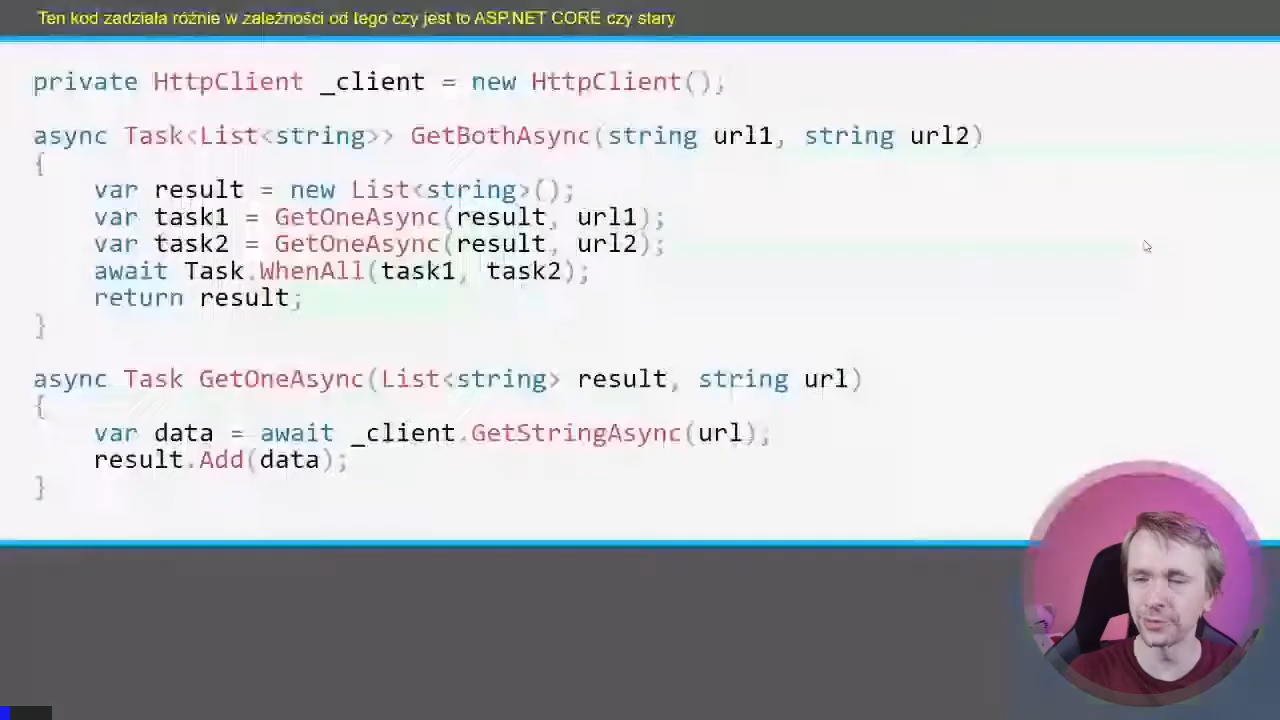 Ten kod zadziała różnie w zależności od tego czy jest to ASP.NET CORE czy stary
private HttpClient _client = new HttpClient();
async Task<List<string>> GetBothAsync(string url1, string url2)
{
    var result = new List<string>();
    var task1 = GetOneAsync(result, url1);
    var task2 = GetOneAsync(result, url2);
    await Task.WhenAll(task1, task2);
    return result;
}
async Task GetOneAsync(List<string> result, string url)
{
    var data = await _client.GetStringAsync(url);
    result.Add(data);
}